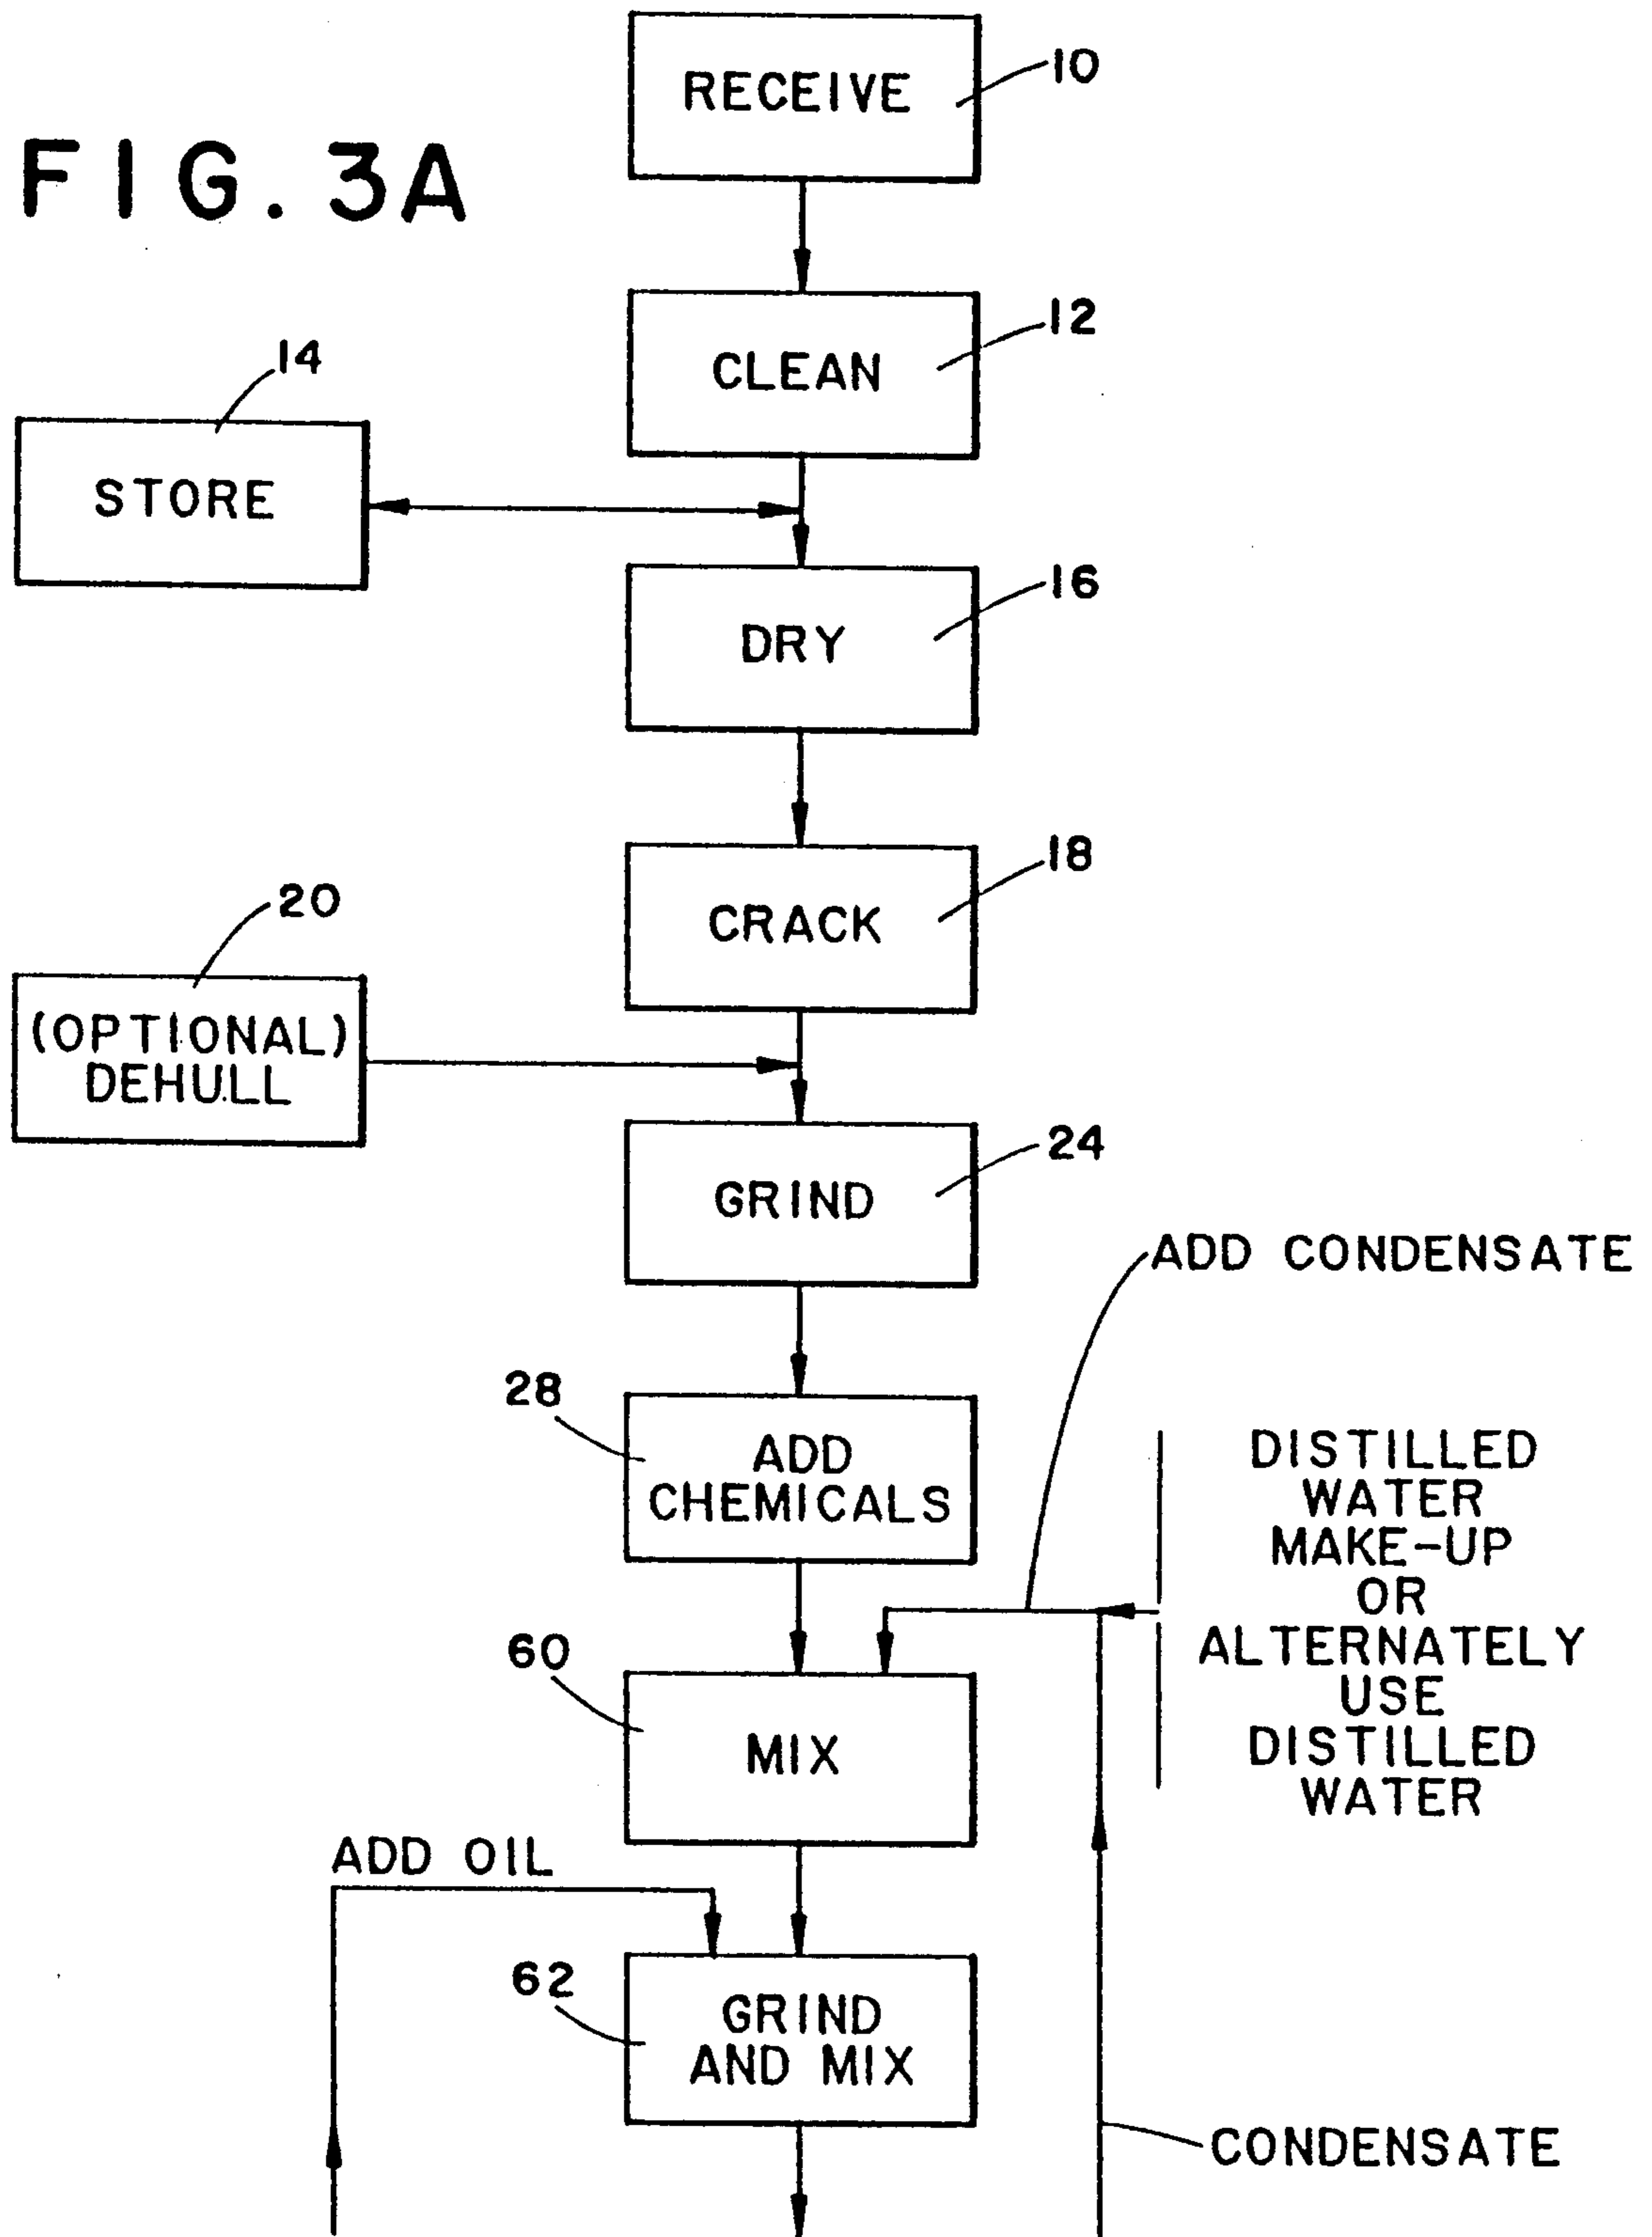 FIG. 3A
RECEIVE
10
CLEAN
12
14
STORE
DRY
16
CRACK
18
20
(OPTIONAL)
DEHULL
GRIND
24
ADD CONDENSATE
28
ADD
CHEMICALS
DISTILLED
WATER
MAKE-UP
OR
ALTERNATELY
USE
DISTILLED
WATER
60
MIX
ADD OIL
62
GRIND
AND MIX
CONDENSATE